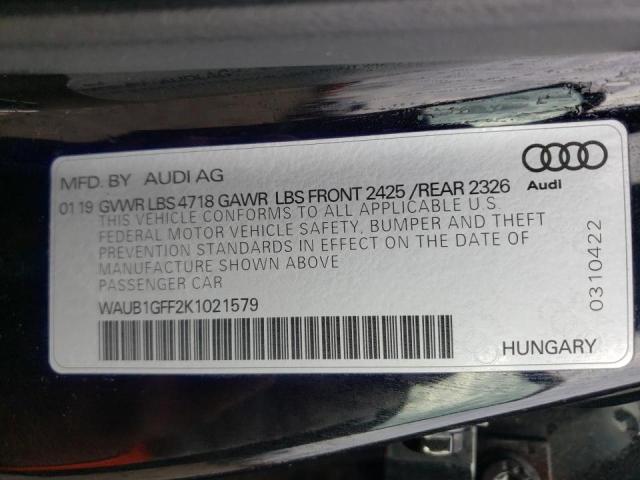 MFD. BY AUDI AG
Audi
01 19 GVWR LBS 4718 GAWR LBS FRONT 2425 / REAR 2326
THIS VEHICLE CONFORMS TO ALL APPLICABLE U.S.
FEDERAL MOTOR VEHICLE SAFETY, BUMPER AND THEFT
PREVENTION STANDARDS IN EFFECT ON THE DATE OF
MANUFACTURE SHOWN ABOVE
PASSENGER CAR
WAUB1GFF2K1021579
0310422
HUNGARY